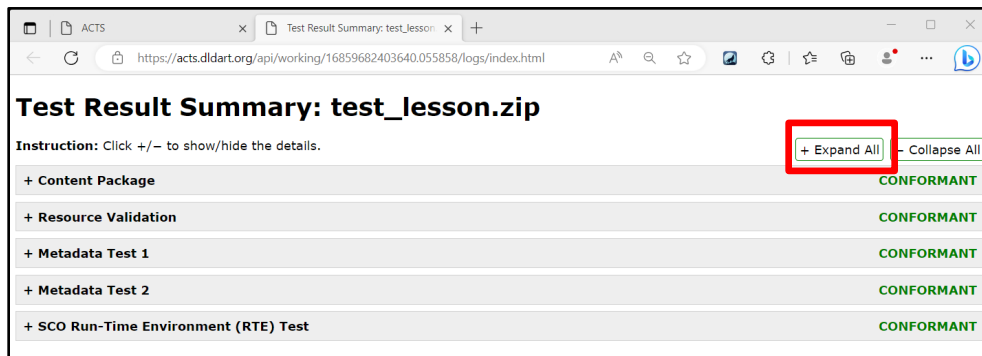 ACTS
Test Result Summary: test_lesson
https://acts.dldart.org/api/working/16859682403640.055858/logs/index.html
Test Result Summary: test_lesson.zip
Instruction: Click +/− to show/hide the details.
+ Expand All
− Collapse All
+ Content Package CONFORMANT
+ Resource Validation CONFORMANT
+ Metadata Test 1 CONFORMANT
+ Metadata Test 2 CONFORMANT
+ SCO Run-Time Environment (RTE) Test CONFORMANT